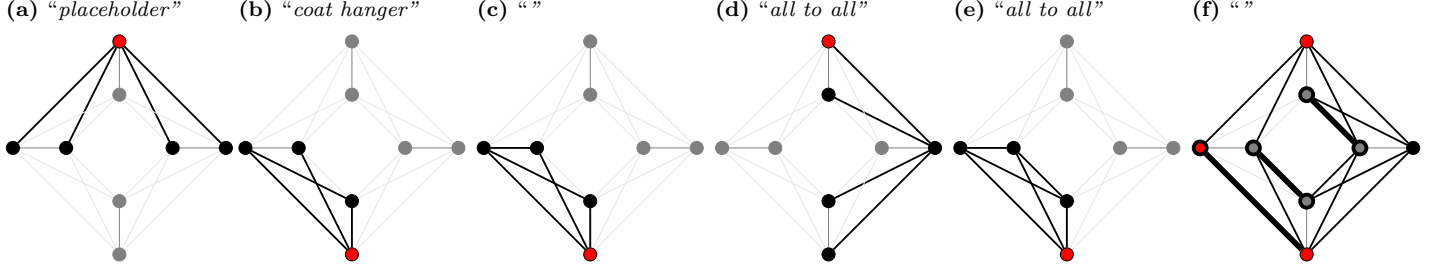 (a) “placeholder” (b) “coat hanger” (c) “” (d) “all to all” (e) “all to all” (f) “”